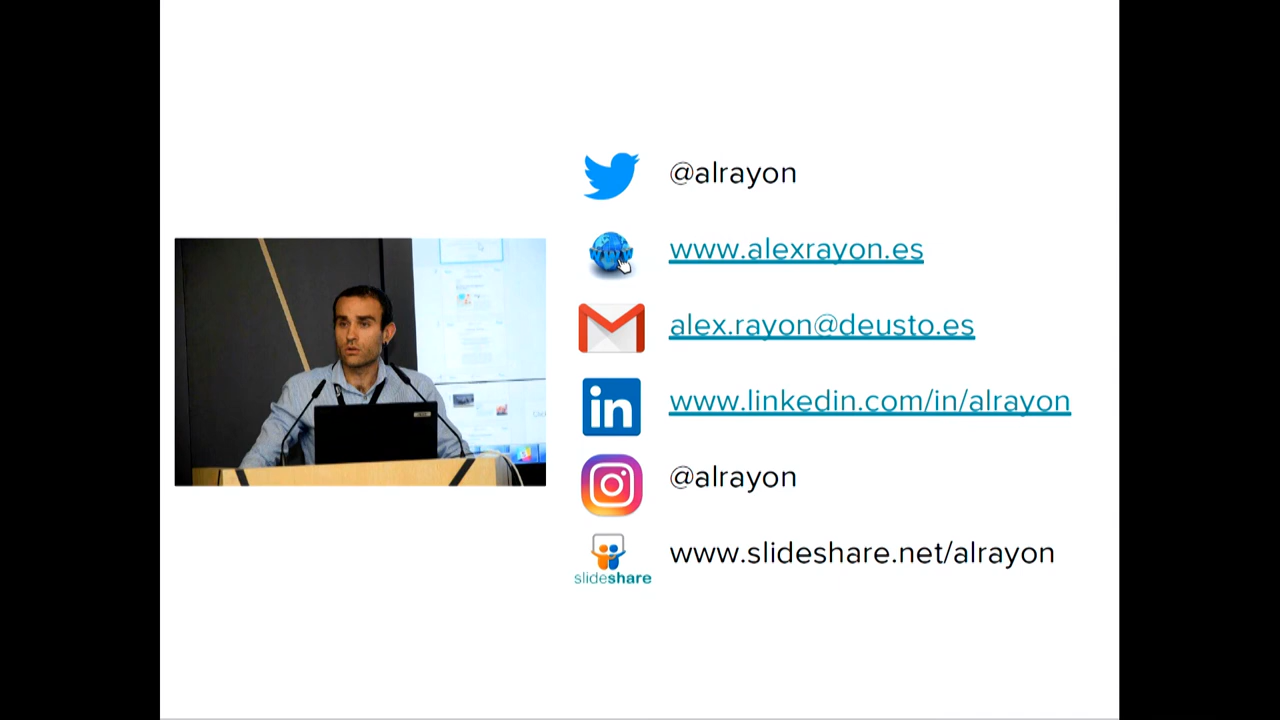 @alrayon
www.alexrayon.es
alex.rayon@deusto.es
in www.linkedin.com/in/alrayon
@alrayon
www.slideshare.net/alrayon
slideshare